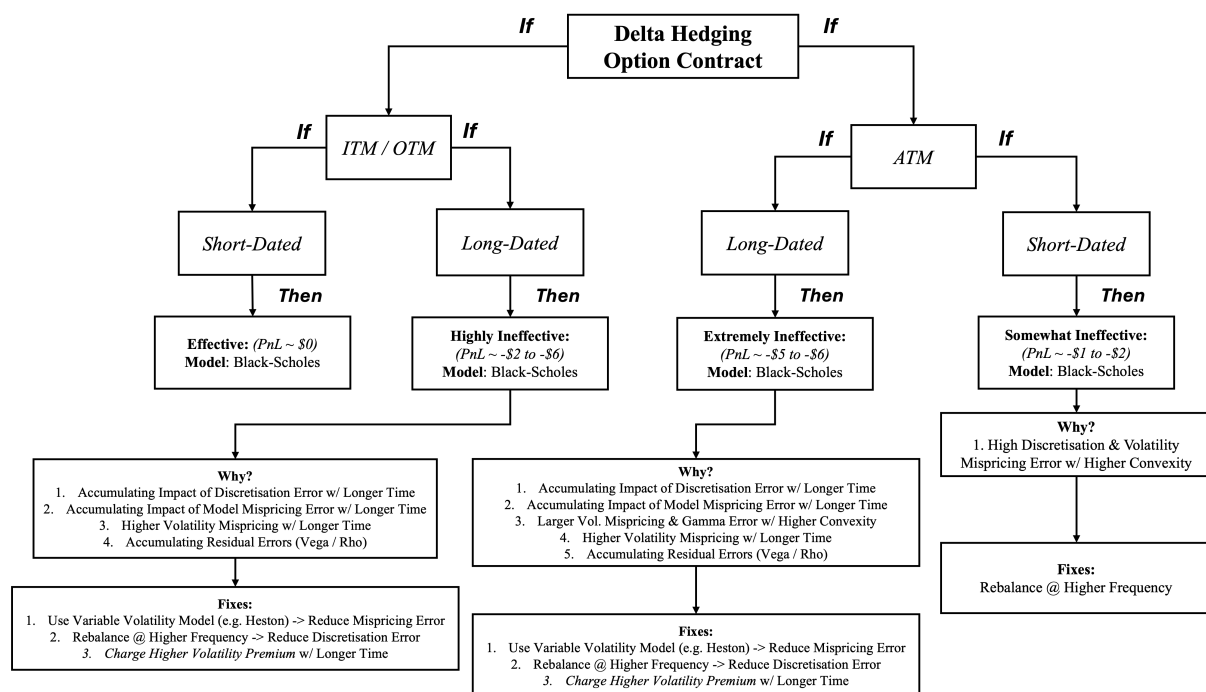 If
Delta Hedging
Option Contract
If
If
ITM / OTM
If
If
ATM
If
Short-Dated
Long-Dated
Long-Dated
Short-Dated
Then
Then
Then
Then
Effective: (PnL ~ $0)
Model: Black-Scholes
Highly Ineffective:
(PnL ~ -$2 to -$6)
Model: Black-Scholes
Extremely Ineffective:
(PnL ~ -$5 to -$6)
Model: Black-Scholes
Somewhat Ineffective:
(PnL ~ -$1 to -$2)
Model: Black-Scholes
Why?
1. Accumulating Impact of Discretisation Error w/ Longer Time
2. Accumulating Impact of Model Mispricing Error w/ Longer Time
3. Higher Volatility Mispricing w/ Longer Time
4. Accumulating Residual Errors (Vega / Rho)
Why?
1. Accumulating Impact of Discretisation Error w/ Longer Time
2. Accumulating Impact of Model Mispricing Error w/ Longer Time
3. Larger Vol. Mispricing & Gamma Error w/ Higher Convexity
4. Higher Volatility Mispricing w/ Longer Time
5. Accumulating Residual Errors (Vega / Rho)
Why?
1. High Discretisation & Volatility
Mispricing Error w/ Higher Convexity
Fixes:
1. Use Variable Volatility Model (e.g. Heston) -> Reduce Mispricing Error
2. Rebalance @ Higher Frequency -> Reduce Discretisation Error
3. Charge Higher Volatility Premium w/ Longer Time
Fixes:
1. Use Variable Volatility Model (e.g. Heston) -> Reduce Mispricing Error
2. Rebalance @ Higher Frequency -> Reduce Discretisation Error
3. Charge Higher Volatility Premium w/ Longer Time
Fixes:
Rebalance @ Higher Frequency